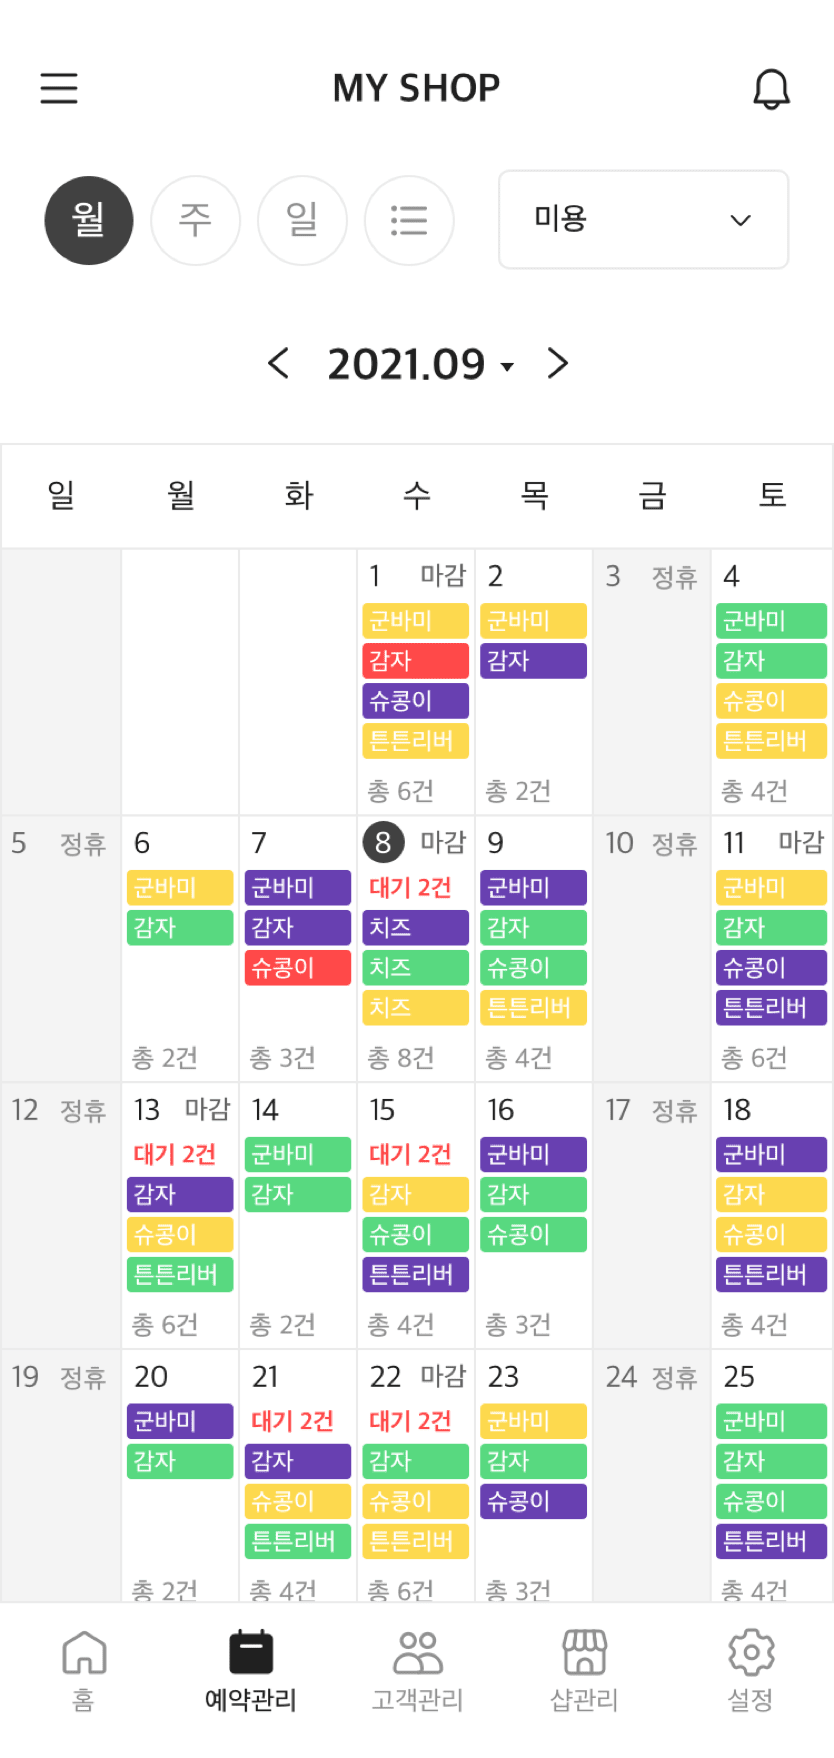 MY SHOP
월 주 일 미용
2021.09
일 월 화 수 목 금 토
1 마감 2 3 정휴 4
군바미 군바미 군바미
감자 감자 감자
슈콩이 슈콩이
튼튼리버 튼튼리버
총 6건 총 2건 총 4건
5 정휴 6 7 8 마감 9 10 정휴 11 마감
군바미 군바미 대기 2건 군바미 군바미
감자 감자 치즈 감자 감자
슈콩이 치즈 슈콩이 슈콩이
치즈 튼튼리버 튼튼리버
총 2건 총 3건 총 8건 총 4건 총 6건
12 정휴 13 마감 14 15 16 17 정휴 18
대기 2건 군바미 대기 2건 군바미 군바미
감자 감자 감자 감자 감자
슈콩이 슈콩이 슈콩이 슈콩이
튼튼리버 튼튼리버 튼튼리버
총 6건 총 2건 총 4건 총 3건 총 4건
19 정휴 20 21 22 마감 23 24 정휴 25
군바미 대기 2건 대기 2건 군바미 군바미
감자 감자 감자 감자 감자
슈콩이 슈콩이 슈콩이 슈콩이
튼튼리버 튼튼리버 튼튼리버
총 2건 총 4건 총 6건 총 3건 총 4건
홈 예약관리 고객관리 샵관리 설정